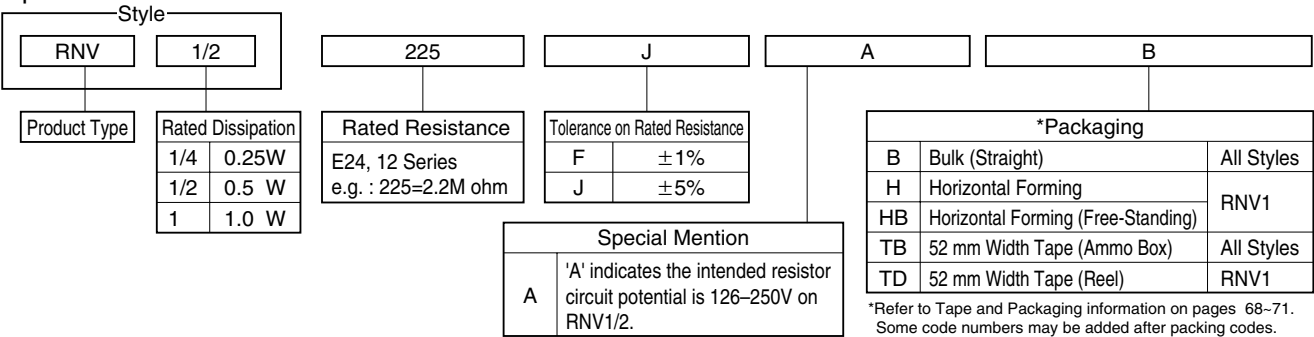 Style
RNV 1/2 225 J A B
Product Type
Rated Dissipation
1/4 0.25W
1/2 0.5 W
1 1.0 W
Rated Resistance
E24, 12 Series
e.g. : 225=2.2M ohm
Tolerance on Rated Resistance
F ±1%
J ±5%
Special Mention
A 'A' indicates the intended resistor
circuit potential is 126–250V on
RNV1/2.
*Packaging
B Bulk (Straight) All Styles
H Horizontal Forming RNV1
HB Horizontal Forming (Free-Standing)
TB 52 mm Width Tape (Ammo Box) All Styles
TD 52 mm Width Tape (Reel) RNV1
*Refer to Tape and Packaging information on pages 68~71.
Some code numbers may be added after packing codes.